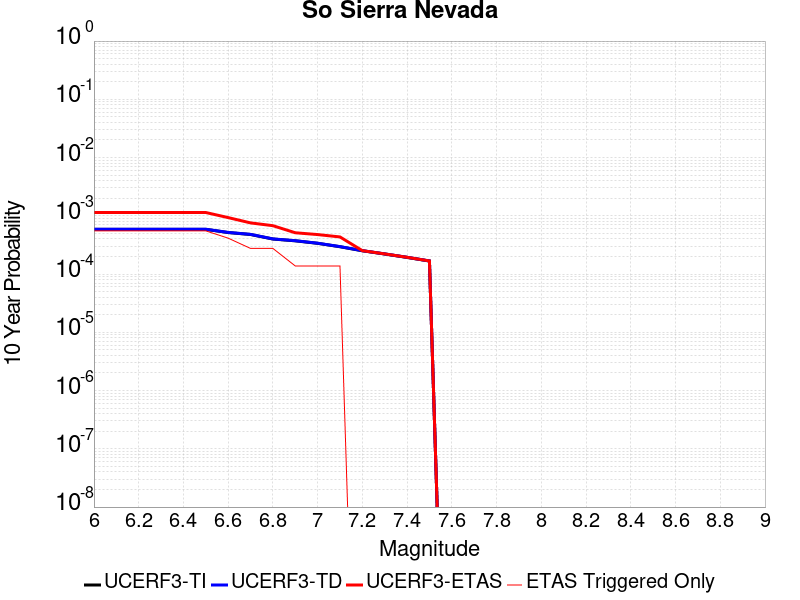 So Sierra Nevada
10^0
10^-1
10^-2
10^-3
10^-4
10^-5
10^-6
10^-7
10^-8
10 Year Probability
6 6.2 6.4 6.6 6.8 7 7.2 7.4 7.6 7.8 8 8.2 8.4 8.6 8.8 9
Magnitude
UCERF3-TI UCERF3-TD UCERF3-ETAS ETAS Triggered Only